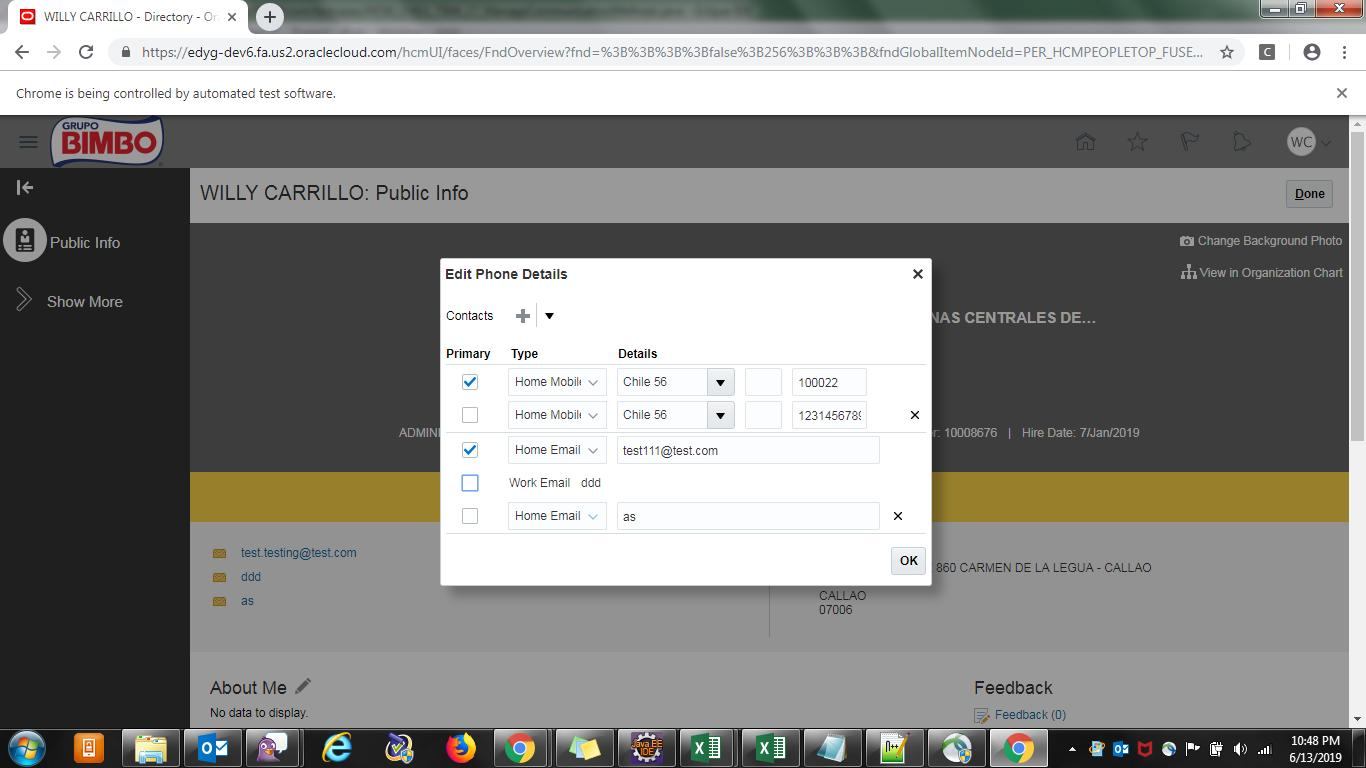 WILLY CARRILLO - Directory - Or
https://edyg-dev6.fa.us2.oraclecloud.com/hcmUI/faces/FndOverview?fnd=%3B%3B%3B%3Bfalse%3B256%3B%3B%3B&fndGlobalItemNodeId=PER_HCMPEOPLETOP_FUSE...
Chrome is being controlled by automated test software.
GRUPO
BIMBO
WC
WILLY CARRILLO: Public Info
Done
Public Info
Change Background Photo
View in Organization Chart
Show More
Edit Phone Details
Contacts
NAS CENTRALES DE...
Primary Type Details
Home Mobile Chile 56 100022
Home Mobile Chile 56 1231456789
ADMINI
r: 10008676 | Hire Date: 7/Jan/2019
Home Email test111@test.com
Work Email ddd
Home Email as
OK
test.testing@test.com
ddd
as
860 CARMEN DE LA LEGUA - CALLAO
CALLAO
07006
About Me
No data to display.
Feedback
Feedback (0)
Java EE
IDE
10:48 PM
6/13/2019